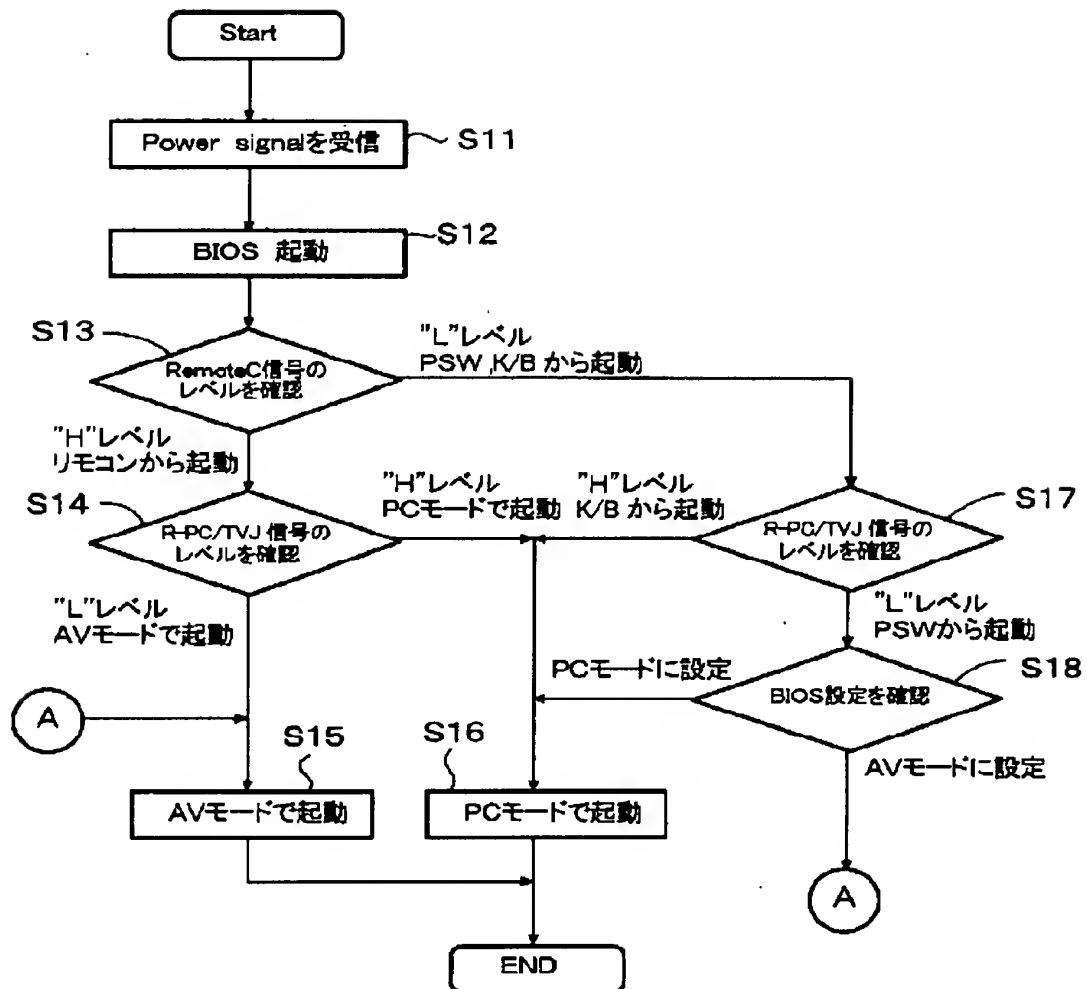 Start
Power signalを受信
S11
BIOS 起動
S12
S13
RemoteC信号の
レベルを確認
"L"レベル
PSW,K/B から起動
"H"レベル
リモコンから起動
S14
R-PC/TVJ 信号の
レベルを確認
"H"レベル
PCモードで起動
"H"レベル
K/B から起動
S17
R-PC/TVJ 信号の
レベルを確認
"L"レベル
AVモードで起動
"L"レベル
PSWから起動
PCモードに設定
S18
BIOS設定を確認
A
S15
S16
AVモードに設定
AVモードで起動
PCモードで起動
A
END